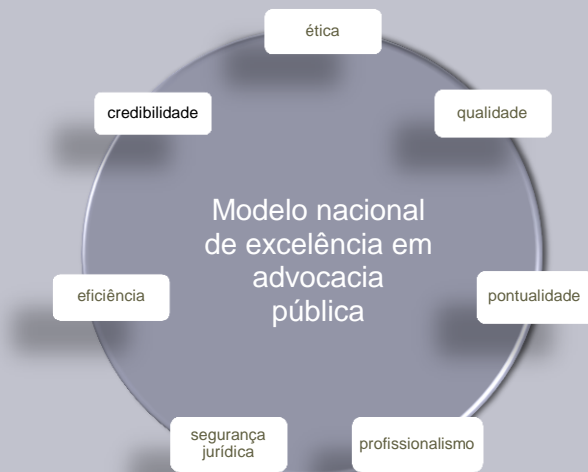 ética
credibilidade
qualidade
Modelo nacional
de excelência em
advocacia
pública
eficiência
pontualidade
segurança
jurídica
profissionalismo